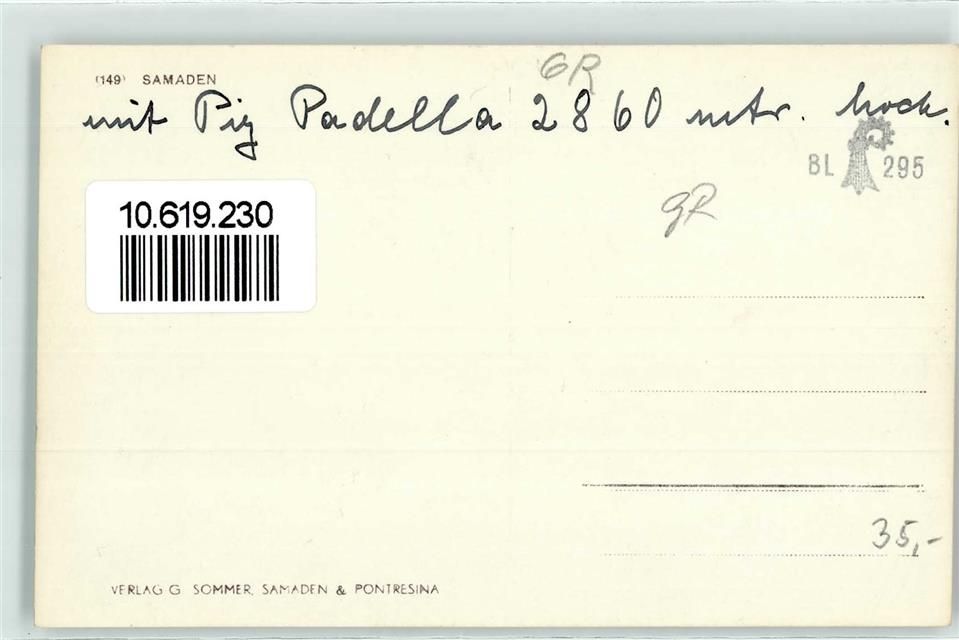 (149) SAMADEN
GR
mit Piz Padella 2860 mtr. hoch.
BL 295
GR
10.619.230
35,-
VERLAG G. SOMMER, SAMADEN & PONTRESINA